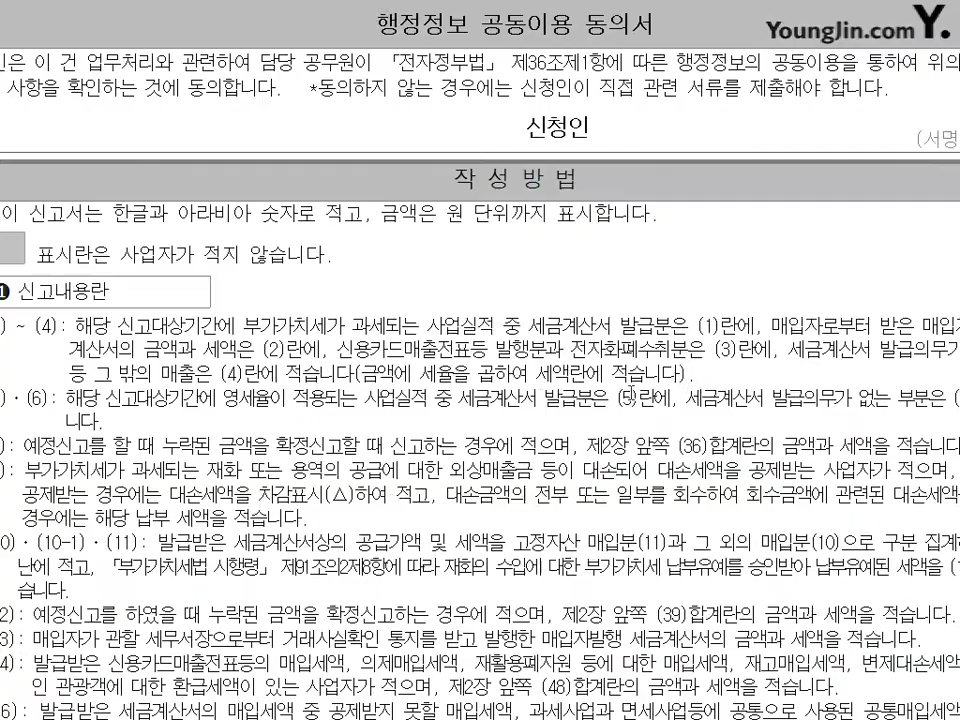 행정정보 공동이용 동의서
YoungJin.com Y.
인은 이 건 업무처리와 관련하여 담당 공무원이 「전자정부법」 제36조제1항에 따른 행정정보의 공동이용을 통하여 위의
사항을 확인하는 것에 동의합니다. *동의하지 않는 경우에는 신청인이 직접 관련 서류를 제출해야 합니다.
신청인
(서명
작 성 방 법
이 신고서는 한글과 아라비아 숫자로 적고, 금액은 원 단위까지 표시합니다.
표시란은 사업자가 적지 않습니다.
❶ 신고내용란
) ~ (4): 해당 신고대상기간에 부가가치세가 과세되는 사업실적 중 세금계산서 발급분은 (1)란에, 매입자로부터 받은 매입자
계산서의 금액과 세액은 (2)란에, 신용카드매출전표등 발행분과 전자화폐수취분은 (3)란에, 세금계산서 발급의무가
등 그 밖의 매출은 (4)란에 적습니다(금액에 세율을 곱하여 세액란에 적습니다).
)ㆍ(6): 해당 신고대상기간에 영세율이 적용되는 사업실적 중 세금계산서 발급분은 (5)란에, 세금계산서 발급의무가 없는 부분은 (
니다.
): 예정신고를 할 때 누락된 금액을 확정신고할 때 신고하는 경우에 적으며, 제2장 앞쪽 (36)합계란의 금액과 세액을 적습니다
): 부가가치세가 과세되는 재화 또는 용역의 공급에 대한 외상매출금 등이 대손되어 대손세액을 공제받는 사업자가 적으며,
공제받는 경우에는 대손세액을 차감표시(△)하여 적고, 대손금액의 전부 또는 일부를 회수하여 회수금액에 관련된 대손세액
경우에는 해당 납부 세액을 적습니다.
0)ㆍ(10-1)ㆍ(11): 발급받은 세금계산서상의 공급가액 및 세액을 고정자산 매입분(11)과 그 외의 매입분(10)으로 구분 집계
난에 적고, 「부가가치세법 시행령」 제91조의2제8항에 따라 재화의 수입에 대한 부가가치세 납부유예를 승인받아 납부유예된 세액을 (1
습니다.
2): 예정신고를 하였을 때 누락된 금액을 확정신고하는 경우에 적으며, 제2장 앞쪽 (39)합계란의 금액과 세액을 적습니다.
3): 매입자가 관할 세무서장으로부터 거래사실확인 통지를 받고 발행한 매입자발행 세금계산서의 금액과 세액을 적습니다.
4): 발급받은 신용카드매출전표등의 매입세액, 의제매입세액, 재활용폐자원 등에 대한 매입세액, 재고매입세액, 변제대손세액
인 관광객에 대한 환급세액이 있는 사업자가 적으며, 제2장 앞쪽 (48)합계란의 금액과 세액을 적습니다.
6): 발급받은 세금계산서의 매입세액 중 공제받지 못할 매입세액, 과세사업과 면세사업등에 공통으로 사용된 공통매입세액